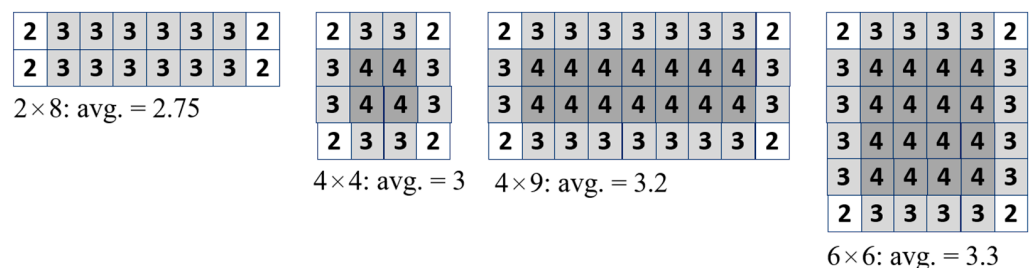 2 3 3 3 3 3 3 2
2 3 3 3 3 3 3 2
2×8: avg. = 2.75
2 3 3 2
3 4 4 3
3 4 4 3
2 3 3 2
4×4: avg. = 3
2 3 3 3 3 3 3 3 2
3 4 4 4 4 4 4 4 3
3 4 4 4 4 4 4 4 3
2 3 3 3 3 3 3 3 2
4×9: avg. = 3.2
2 3 3 3 3 2
3 4 4 4 4 3
3 4 4 4 4 3
3 4 4 4 4 3
3 4 4 4 4 3
2 3 3 3 3 2
6×6: avg. = 3.3